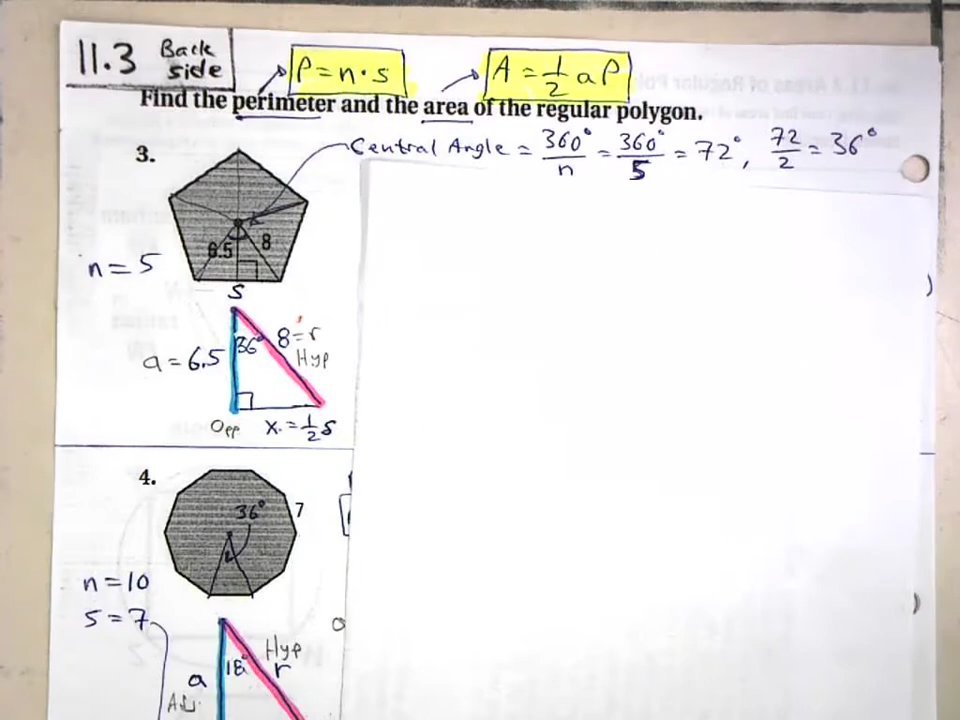 11.3 Back side
P = n · s
A = 1/2 aP
Find the perimeter and the area of the regular polygon.
3.
Central Angle = 360°/n = 360°/5 = 72°, 72/2 = 36°
6.5
8
n = 5
s
36°
8 = r
Hyp
a = 6.5
Opp
x = 1/2 s
4.
36°
7
n = 10
s = 7
Hyp
18°
r
a